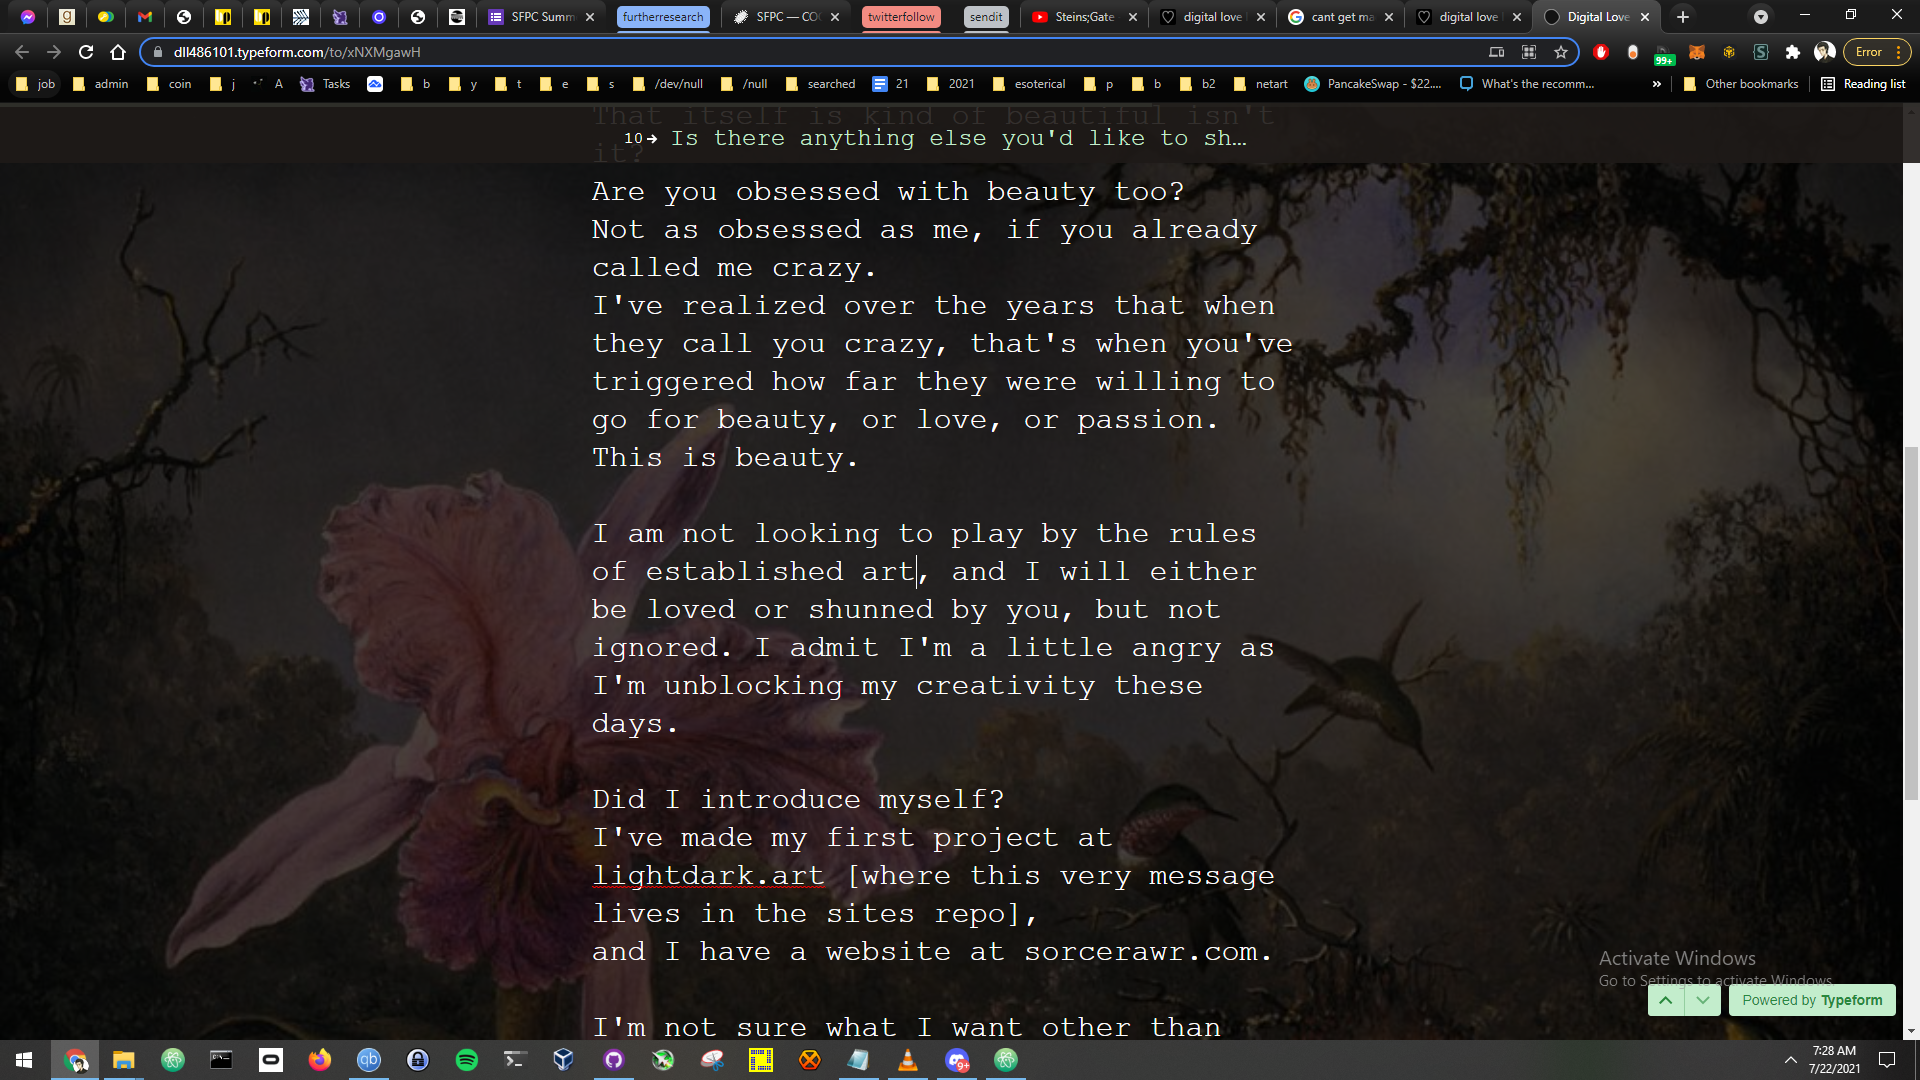 SFPC Summ
furtherresearch
SFPC — CO
twitterfollow
sendit
Steins;Gate
digital love
cant get ma
digital love
Digital Love
dll486101.typeform.com/to/xNXMgawH
Error
99+
job
admin
coin
j
A
Tasks
b
y
t
e
s
/dev/null
/null
searched
21
2021
esoterical
p
b
b2
netart
PancakeSwap - $22....
What's the recomm...
»
Other bookmarks
Reading list
That itself is kind of beautiful isn't
10→ Is there anything else you'd like to sh…
it?
Are you obsessed with beauty too?
Not as obsessed as me, if you already
called me crazy.
I've realized over the years that when
they call you crazy, that's when you've
triggered how far they were willing to
go for beauty, or love, or passion.
This is beauty.
I am not looking to play by the rules
of established art, and I will either
be loved or shunned by you, but not
ignored. I admit I'm a little angry as
I'm unblocking my creativity these
days.
Did I introduce myself?
I've made my first project at
lightdark.art [where this very message
lives in the sites repo],
and I have a website at sorcerawr.com.
I'm not sure what I want other than
Activate Windows
Go to Settings to activate Windows.
Powered by Typeform
qb
9+
7:28 AM
7/22/2021